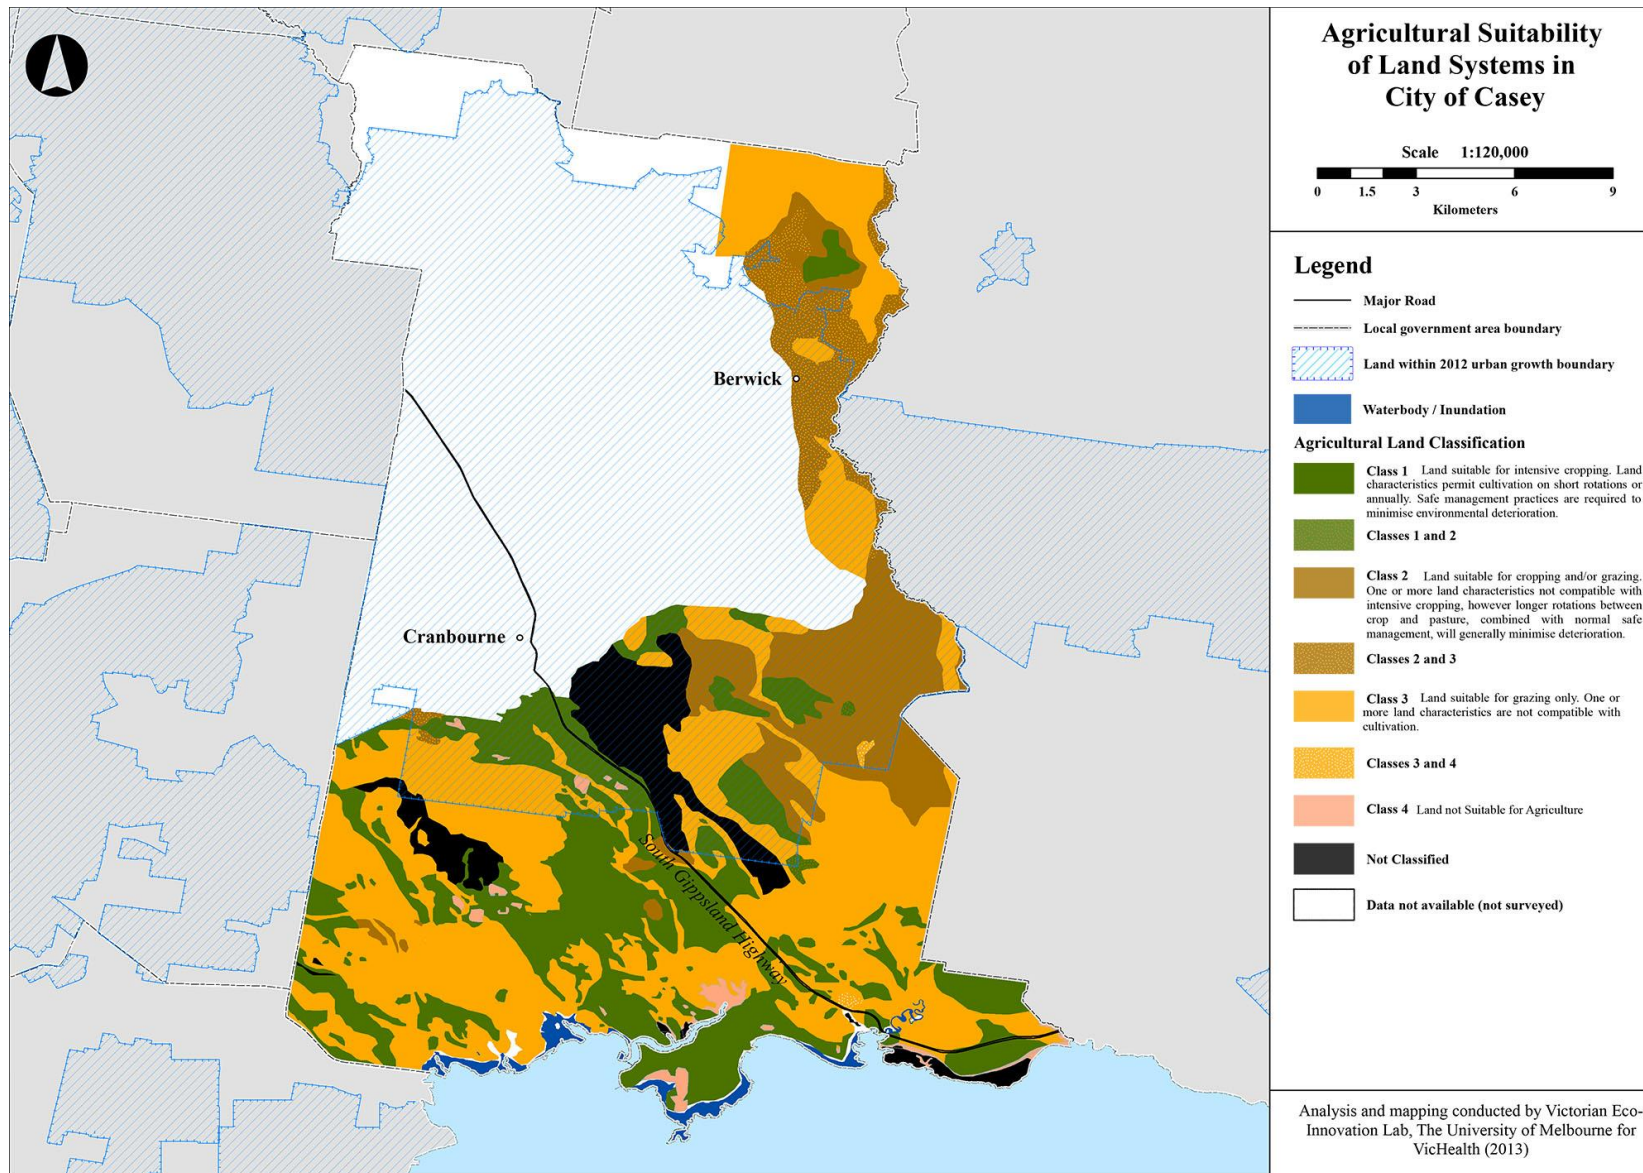 Agricultural Suitability
of Land Systems in
City of Casey
Scale 1:120,000
0 1.5 3 6 9
Kilometers
Legend
Major Road
Local government area boundary
Land within 2012 urban growth boundary
Waterbody / Inundation
Agricultural Land Classification
Class 1 Land suitable for intensive cropping. Land
characteristics permit cultivation on short rotations or
annually. Safe management practices are required to
minimise environmental deterioration.
Classes 1 and 2
Class 2 Land suitable for cropping and/or grazing.
One or more land characteristics not compatible with
intensive cropping, however longer rotations between
crop and pasture, combined with normal safe
management, will generally minimise deterioration.
Classes 2 and 3
Class 3 Land suitable for grazing only. One or
more land characteristics are not compatible with
cultivation.
Classes 3 and 4
Class 4 Land not Suitable for Agriculture
Not Classified
Data not available (not surveyed)
Analysis and mapping conducted by Victorian Eco-
Innovation Lab, The University of Melbourne for
VicHealth (2013)
Berwick
Cranbourne
South Gippsland Highway